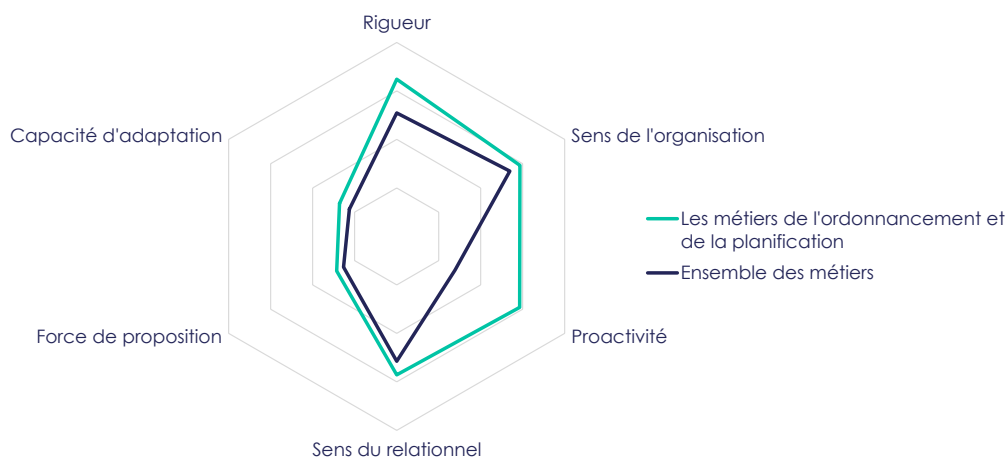 Rigueur
Capacité d'adaptation
Sens de l'organisation
Les métiers de l'ordonnancement et
de la planification
Ensemble des métiers
Force de proposition
Proactivité
Sens du relationnel